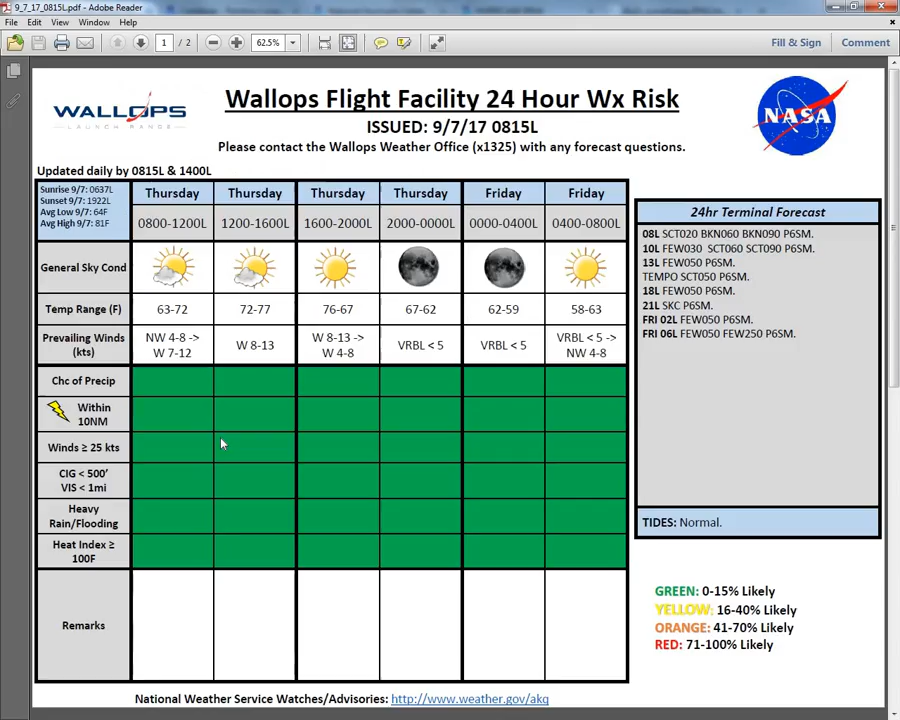 9_7_17_0815L.pdf - Adobe Reader
File Edit View Window Help
1 / 2 62.5% Fill & Sign Comment
WALLOPS
LAUNCH RANGE
Wallops Flight Facility 24 Hour Wx Risk
ISSUED: 9/7/17 0815L
Please contact the Wallops Weather Office (x1325) with any forecast questions.
NASA
Updated daily by 0815L & 1400L
Sunrise 9/7: 0637L
Sunset 9/7: 1922L
Avg Low 9/7: 64F
Avg High 9/7: 81F
Thursday Thursday Thursday Thursday Friday Friday
0800-1200L 1200-1600L 1600-2000L 2000-0000L 0000-0400L 0400-0800L
General Sky Cond
Temp Range (F) 63-72 72-77 76-67 67-62 62-59 58-63
Prevailing Winds (kts) NW 4-8 -> W 7-12 W 8-13 W 8-13 -> W 4-8 VRBL < 5 VRBL < 5 VRBL < 5 -> NW 4-8
Chc of Precip
Within
10NM
Winds ≥ 25 kts
CIG < 500'
VIS < 1mi
Heavy
Rain/Flooding
Heat Index ≥
100F
Remarks
24hr Terminal Forecast
08L SCT020 BKN060 BKN090 P6SM.
10L FEW030 SCT060 SCT090 P6SM.
13L FEW050 P6SM.
TEMPO SCT050 P6SM.
18L FEW050 P6SM.
21L SKC P6SM.
FRI 02L FEW050 P6SM.
FRI 06L FEW050 FEW250 P6SM.
TIDES: Normal.
GREEN: 0-15% Likely
YELLOW: 16-40% Likely
ORANGE: 41-70% Likely
RED: 71-100% Likely
National Weather Service Watches/Advisories: http://www.weather.gov/akq